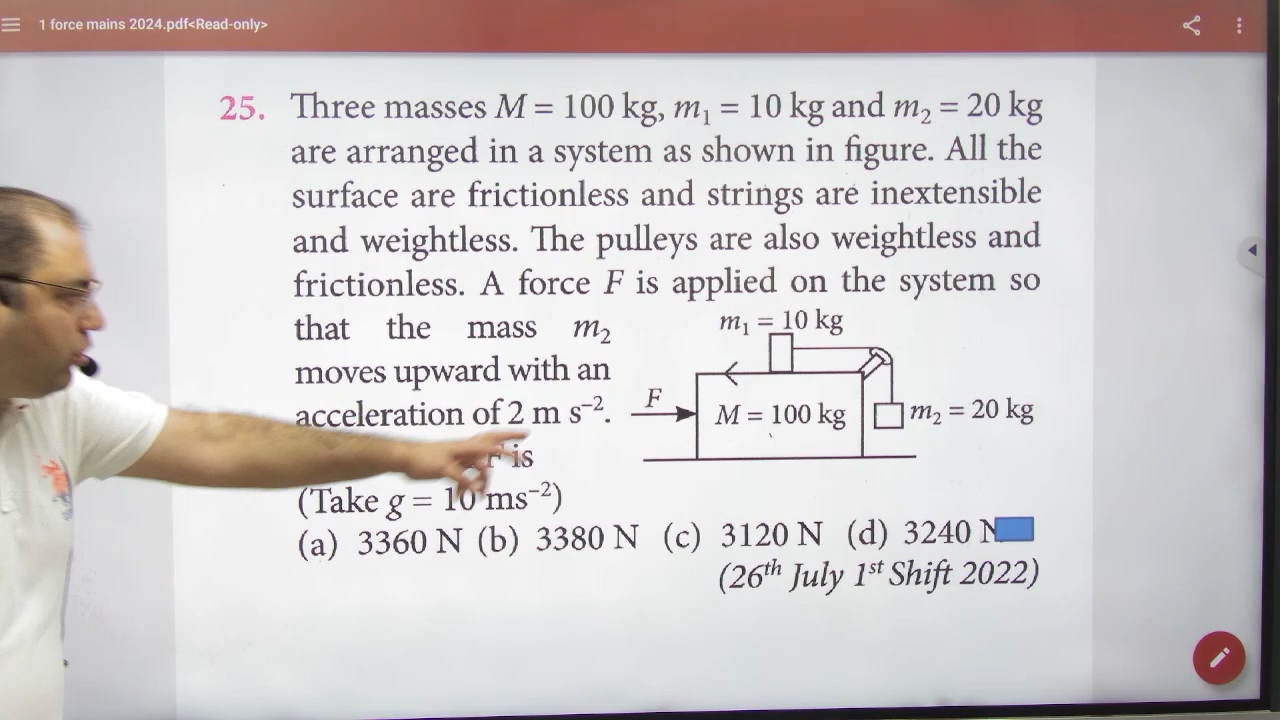 1 force mains 2024.pdf<Read-only>
25. Three masses M = 100 kg, m₁ = 10 kg and m₂ = 20 kg
are arranged in a system as shown in figure. All the
surface are frictionless and strings are inextensible
and weightless. The pulleys are also weightless and
frictionless. A force F is applied on the system so
that the mass m₂
moves upward with an
acceleration of 2 m s⁻².
is
(Take g = 10 ms⁻²)
m₁ = 10 kg
F
M = 100 kg
m₂ = 20 kg
(a) 3360 N (b) 3380 N (c) 3120 N (d) 3240 N
(26ᵗʰ July 1ˢᵗ Shift 2022)